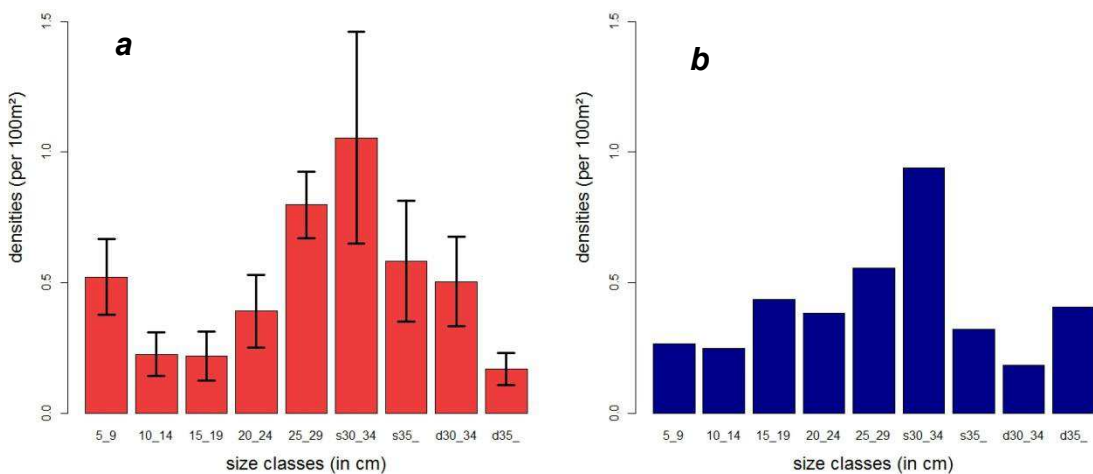 a
densities (per 100m²)
1.5
1.0
0.5
0.0
5_9 10_14 15_19 20_24 25_29 s30_34 s35_ d30_34 d35_
size classes (in cm)
b
densities (per 100m²)
1.5
1.0
0.5
0.0
5_9 10_14 15_19 20_24 25_29 s30_34 s35_ d30_34 d35_
size classes (in cm)